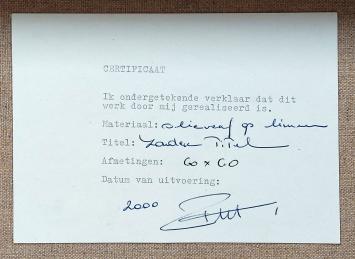 CERTIFICAAT
Ik ondergetekende verklaar dat dit
werk door mij gerealiseerd is.
Materiaal: olieverf op linnen
Titel: Zonder Titel
Afmetingen: 60 x 60
Datum van uitvoering:
2000